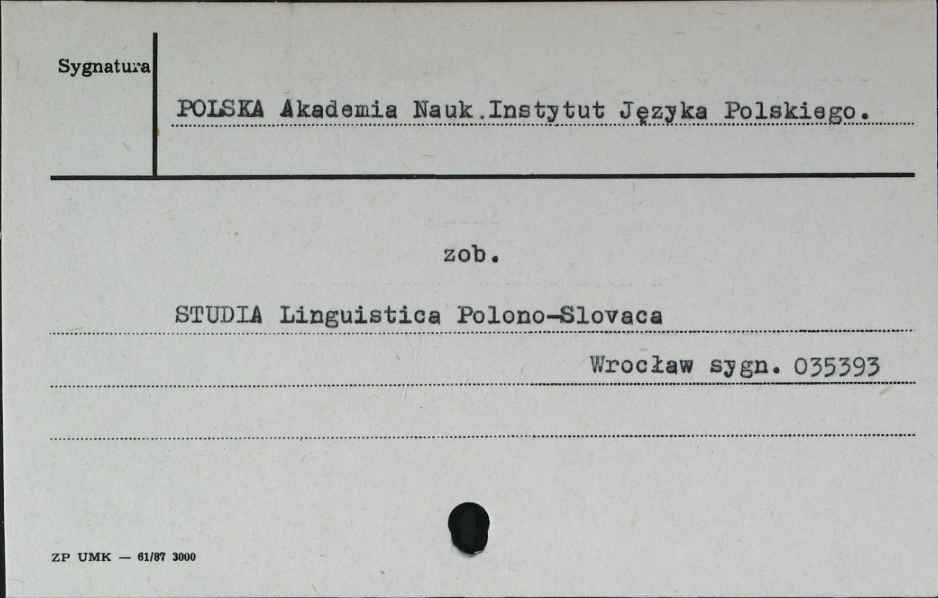 Sygnatura
POLSKA Akademia Nauk.Instytut Języka Polskiego.
zob.
STUDIA Linguistica Polono-Slovaca
Wrocław sygn. 035393
ZP UMK — 61/87 3000